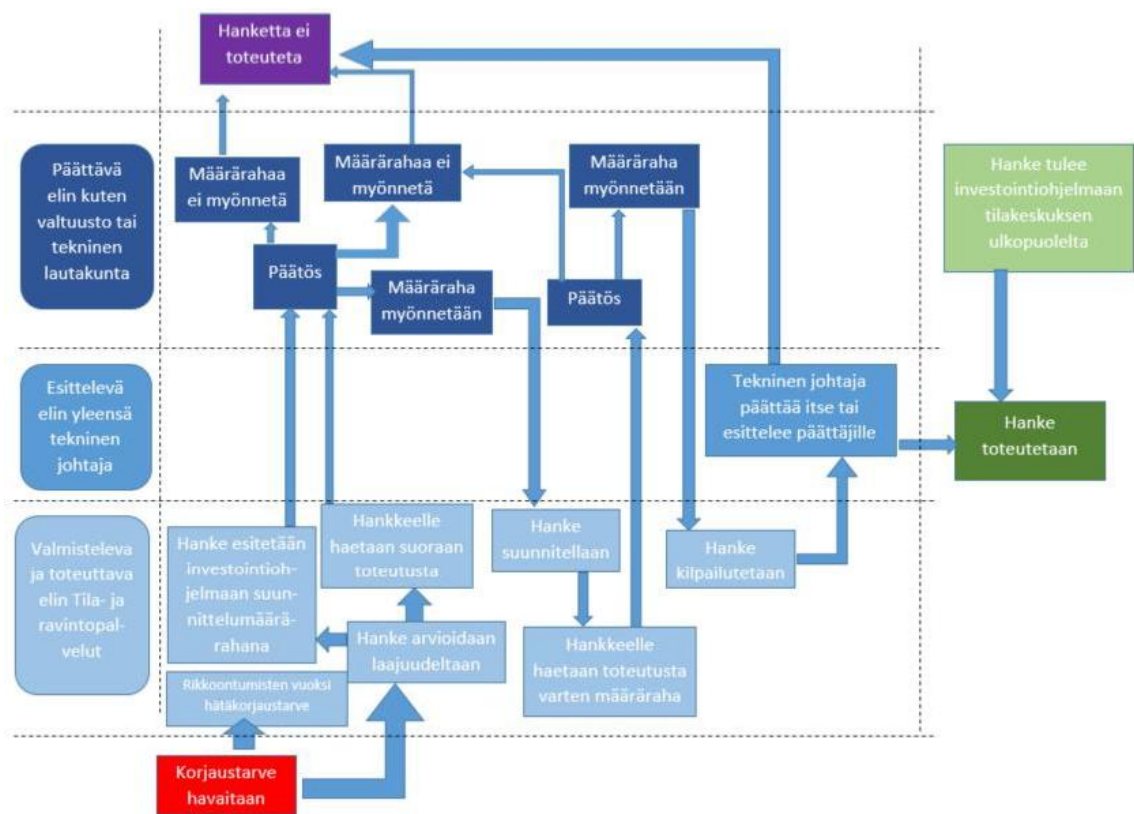 Hanketta ei
toteuteta
Päättävä
elin kuten
valtuusto tai
tekninen
lautakunta
Määrärahaa
ei myönnetä
Määrärahaa ei
myönnetä
Määräraha
myönnetään
Hanke tulee
investointiohjelmaan
tilakeskuksen
ulkopuolelta
Päätös
Määräraha
myönnetään
Päätös
Esittelevä
elin yleensä
tekninen
johtaja
Tekninen johtaja
päättää itse tai
esittelee päättäjille
Hanke
toteutetaan
Valmisteleva
ja toteuttava
elin Tila- ja
ravintopal-
velut
Hanke esitetään
investointioh-
jelmaan suun-
nittelumäärä-
rahana
Hankkeelle
haetaan suoraan
toteutusta
Hanke
suunnitellaan
Hanke
kilpailutetaan
Hanke arvioidaan
laajuudeltaan
Hankkeelle
haetaan toteutusta
varten määräraha
Rikkoontumisten vuoksi
hätäkorjaustarve
Korjaustarve
havaitaan